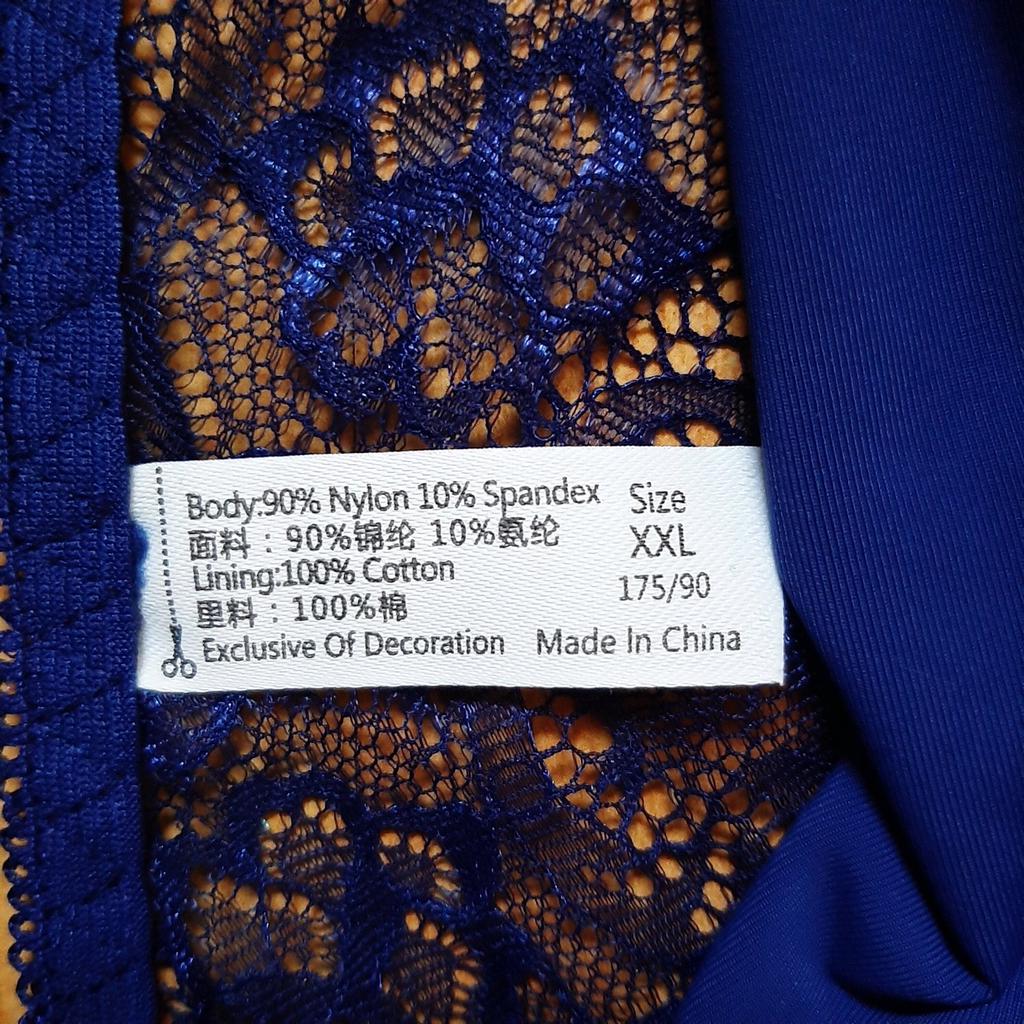 Body:90% Nylon 10% Spandex
面料：90%锦纶 10%氨纶
Lining:100% Cotton
里料：100%棉
Exclusive Of Decoration
Size
XXL
175/90
Made In China